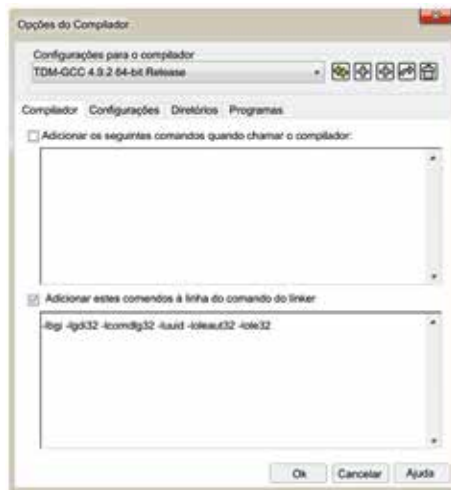 Opções do Compilador
Configurações para o compilador
TDM-GCC 4.9.2 64-bit Release
Compilador Configurações Diretórios Programas
Adicionar os seguintes comandos quando chamar o compilador:
Adicionar estes comendos à linha do comando do linker
-lbgi -lgdi32 -lcomdlg32 -luuid -loleaut32 -lole32
Ok Cancelar Ajuda